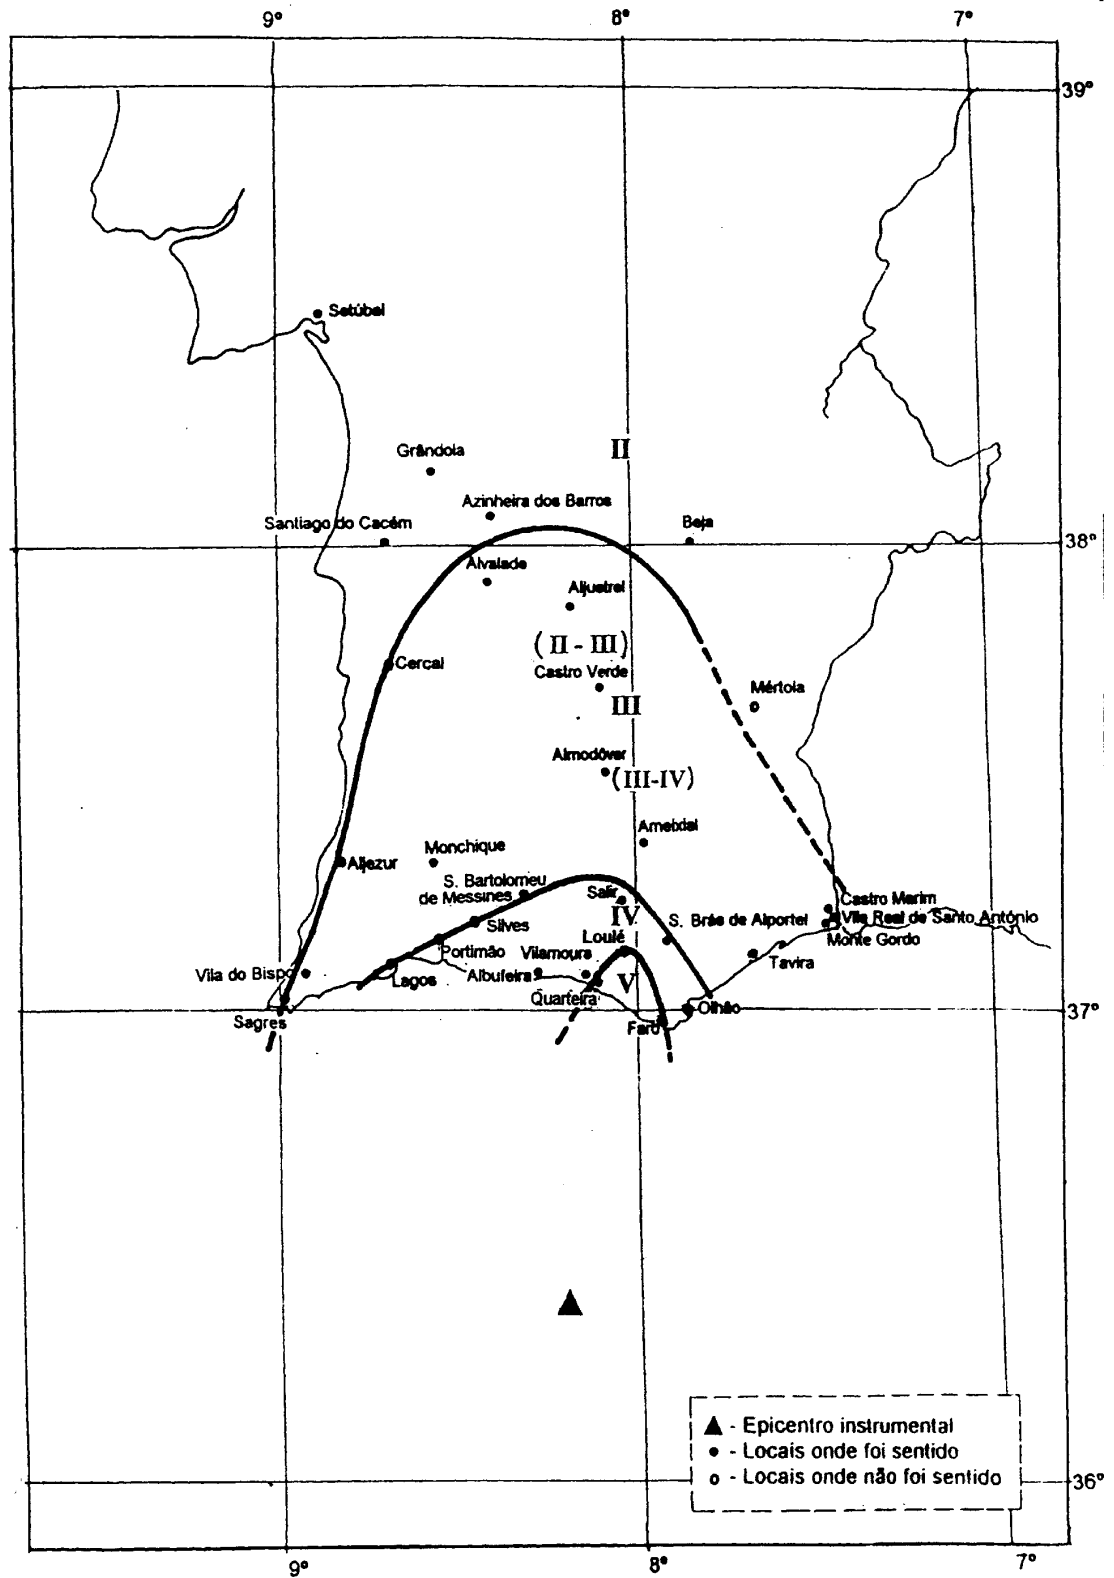 9° 8° 7°
39°
Setúbal
Grândola
II
Azinheira dos Barros
Santiago do Cacém
Beja
38°
Alvalade
Aljustrel
( II - III)
Cercal
Castro Verde
Mértola
III
Almodôvar
(III-IV)
Ameixial
Monchique
Aljezur
S. Bartolomeu
de Messines
Salir
Castro Marim
IV
S. Brás de Alportel
Vila Real de Santo António
Silves
Loulé
Monte Gordo
Portimão
Vilamoura
Tavira
Vila do Bispo
Lagos
Albufeira
V
Quarteira
Olhão
37°
Sagres
Faro
▲ - Epicentro instrumental
● - Locais onde foi sentido
o - Locais onde não foi sentido
36°
9° 8° 7°